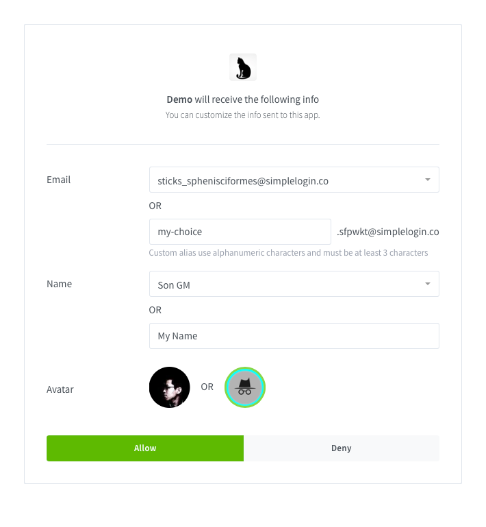 Demo will receive the following info
You can customize the info sent to this app.
Email
sticks_sphenisciformes@simplelogin.co
OR
my-choice .sfpwkt@simplelogin.co
Custom alias use alphanumeric characters and must be at least 3 characters
Name
Son GM
OR
My Name
Avatar OR
Allow Deny